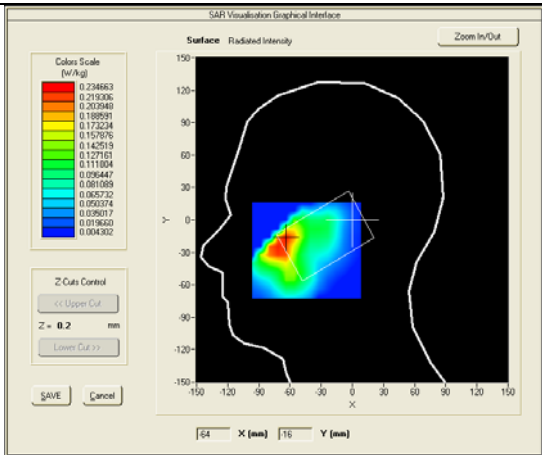 SAR Visualisation Graphical Interface
Surface Radiated Intensity
Zoom In/Out
Colors Scale
(W/kg)
0.234663
0.219306
0.203948
0.188591
0.173234
0.157876
0.142519
0.127161
0.111804
0.096447
0.081089
0.065732
0.050374
0.035017
0.019660
0.004302
Z Cuts Control
<< Upper Cut
Z = 0.2 mm
Lower Cut >>
SAVE Cancel
150
120
90
60
30
0
-30
-60
-90
-120
-150
Y
-150 -120 -90 -60 -30 0 30 60 90 120 150
X
-64 X (mm) -16 Y (mm)